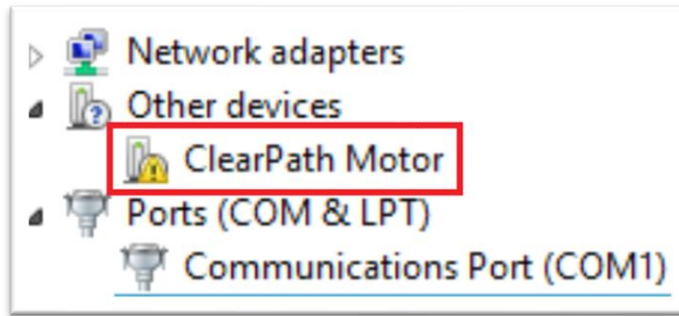 Network adapters
Other devices
ClearPath Motor
Ports (COM & LPT)
Communications Port (COM1)